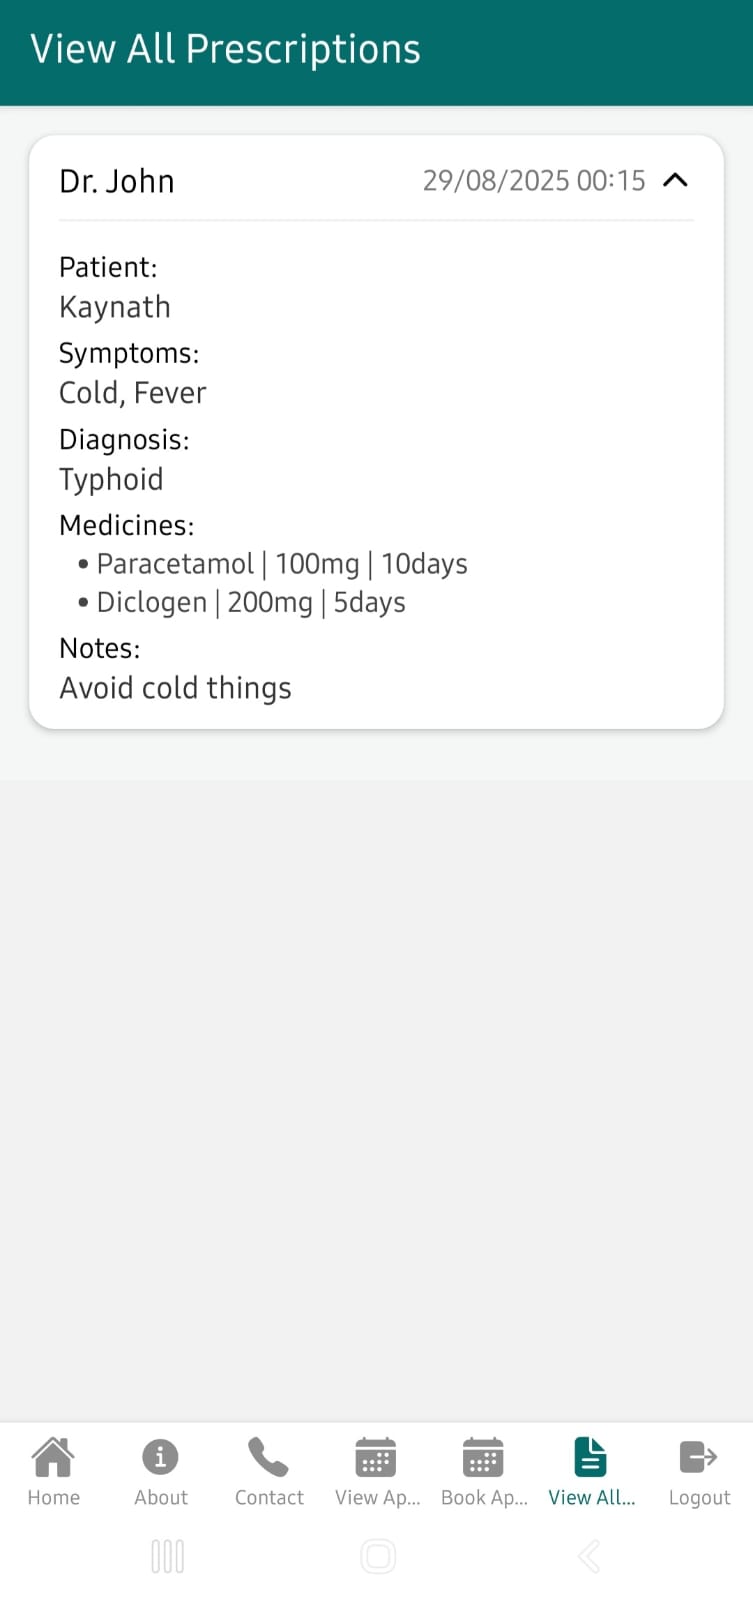 View All Prescriptions
Dr. John 29/08/2025 00:15
Patient:
Kaynath
Symptoms:
Cold, Fever
Diagnosis:
Typhoid
Medicines:
• Paracetamol | 100mg | 10days
• Diclogen | 200mg | 5days
Notes:
Avoid cold things
Home About Contact View Ap... Book Ap... View All... Logout